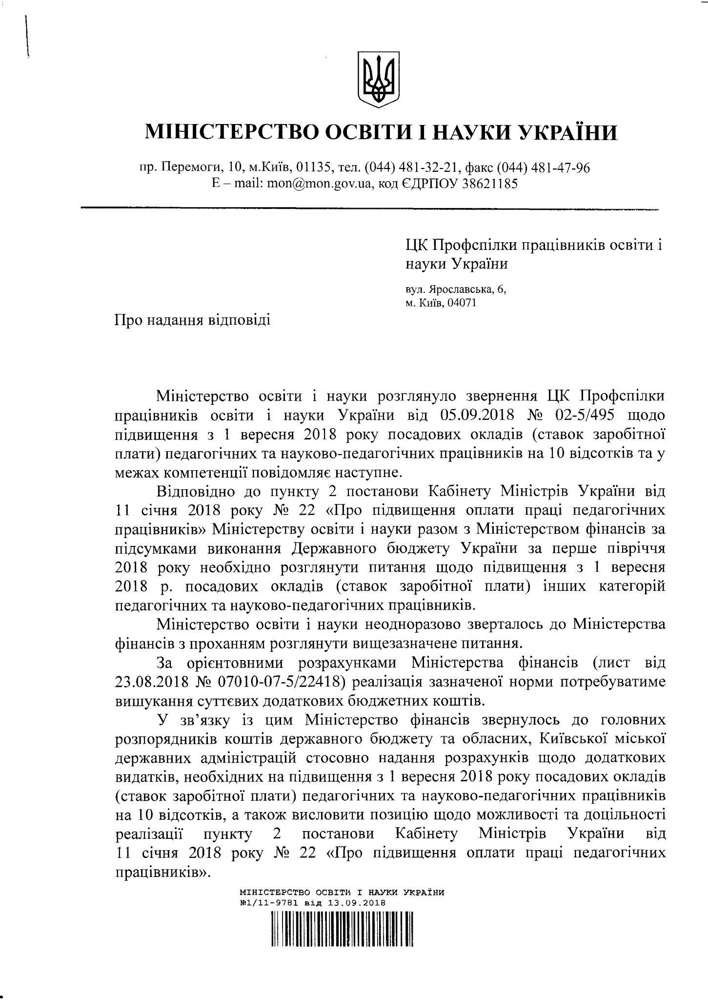 МІНІСТЕРСТВО ОСВІТИ І НАУКИ УКРАЇНИ
пр. Перемоги, 10, м.Київ, 01135, тел. (044) 481-32-21, факс (044) 481-47-96
E – mail: mon@mon.gov.ua, код ЄДРПОУ 38621185
ЦК Профспілки працівників освіти і
науки України
вул. Ярославська, 6,
м. Київ, 04071
Про надання відповіді
Міністерство освіти і науки розглянуло звернення ЦК Профспілки
працівників освіти і науки України від 05.09.2018 № 02-5/495 щодо
підвищення з 1 вересня 2018 року посадових окладів (ставок заробітної
плати) педагогічних та науково-педагогічних працівників на 10 відсотків та у
межах компетенції повідомляє наступне.
Відповідно до пункту 2 постанови Кабінету Міністрів України від
11 січня 2018 року № 22 «Про підвищення оплати праці педагогічних
працівників» Міністерству освіти і науки разом з Міністерством фінансів за
підсумками виконання Державного бюджету України за перше півріччя
2018 року необхідно розглянути питання щодо підвищення з 1 вересня
2018 р. посадових окладів (ставок заробітної плати) інших категорій
педагогічних та науково-педагогічних працівників.
Міністерство освіти і науки неодноразово зверталось до Міністерства
фінансів з проханням розглянути вищезазначене питання.
За орієнтовними розрахунками Міністерства фінансів (лист від
23.08.2018 № 07010-07-5/22418) реалізація зазначеної норми потребуватиме
вишукання суттєвих додаткових бюджетних коштів.
У зв’язку із цим Міністерство фінансів звернулось до головних
розпорядників коштів державного бюджету та обласних, Київської міської
державних адміністрацій стосовно надання розрахунків щодо додаткових
видатків, необхідних на підвищення з 1 вересня 2018 року посадових окладів
(ставок заробітної плати) педагогічних та науково-педагогічних працівників
на 10 відсотків, а також висловити позицію щодо можливості та доцільності
реалізації пункту 2 постанови Кабінету Міністрів України від
11 січня 2018 року № 22 «Про підвищення оплати праці педагогічних
працівників».
МІНІСТЕРСТВО ОСВІТИ І НАУКИ УКРАЇНИ
№1/11-9781 від 13.09.2018